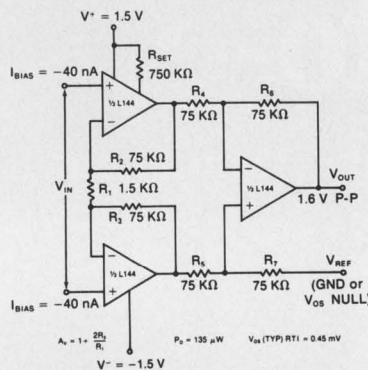 V⁺ = 1.5 V
R_SET
750 KΩ
I_BIAS = −40 nA
+
−
½ L144
R₄
75 KΩ
R₆
75 KΩ
R₂ 75 KΩ
V_IN
R₁ 1.5 KΩ
R₃ 75 KΩ
−
+
½ L144
V_OUT
1.6 V P-P
−
+
½ L144
R₅
75 KΩ
R₇
75 KΩ
V_REF
(GND or
V_OS NULL)
I_BIAS = −40 nA
A_V = 1 + 2R₂/R₁
P_D = 135 μW
V_OS (TYP) RTI = 0.45 mV
V⁻ = −1.5 V